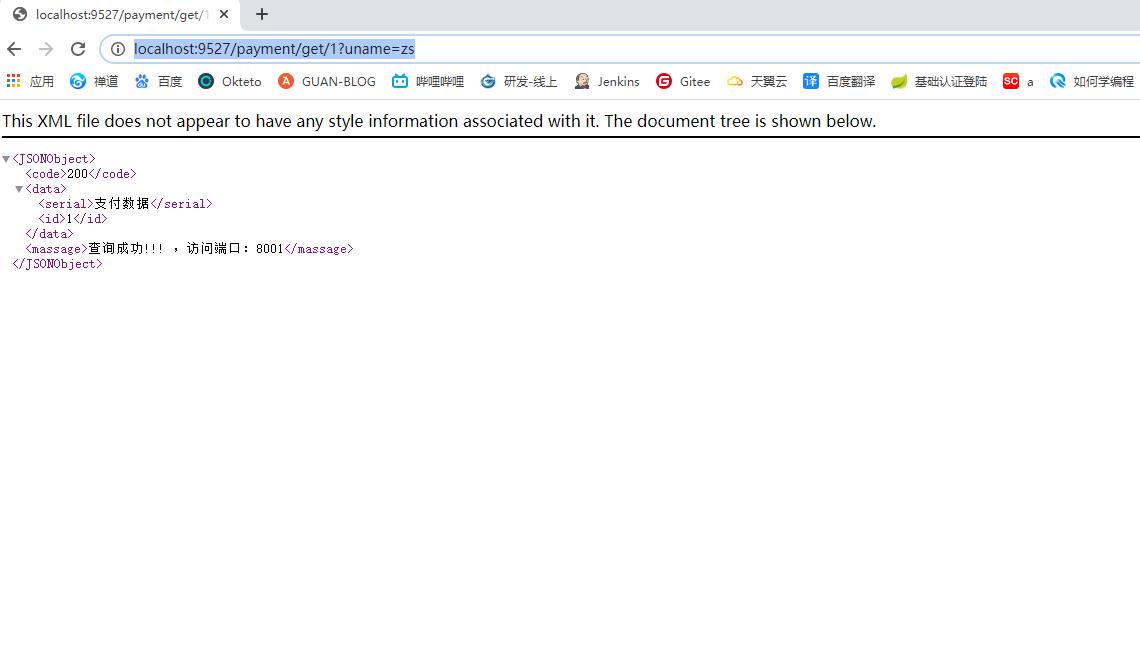 localhost:9527/payment/get/1
localhost:9527/payment/get/1?uname=zs
应用 禅道 百度 Okteto GUAN-BLOG 哔哩哔哩 研发-线上 Jenkins Gitee 天翼云 译 百度翻译 基础认证登陆 SC a 如何学编程
This XML file does not appear to have any style information associated with it. The document tree is shown below.
<JSONObject>
<code>200</code>
<data>
<serial>支付数据</serial>
<id>1</id>
</data>
<massage>查询成功!!! ，访问端口：8001</massage>
</JSONObject>